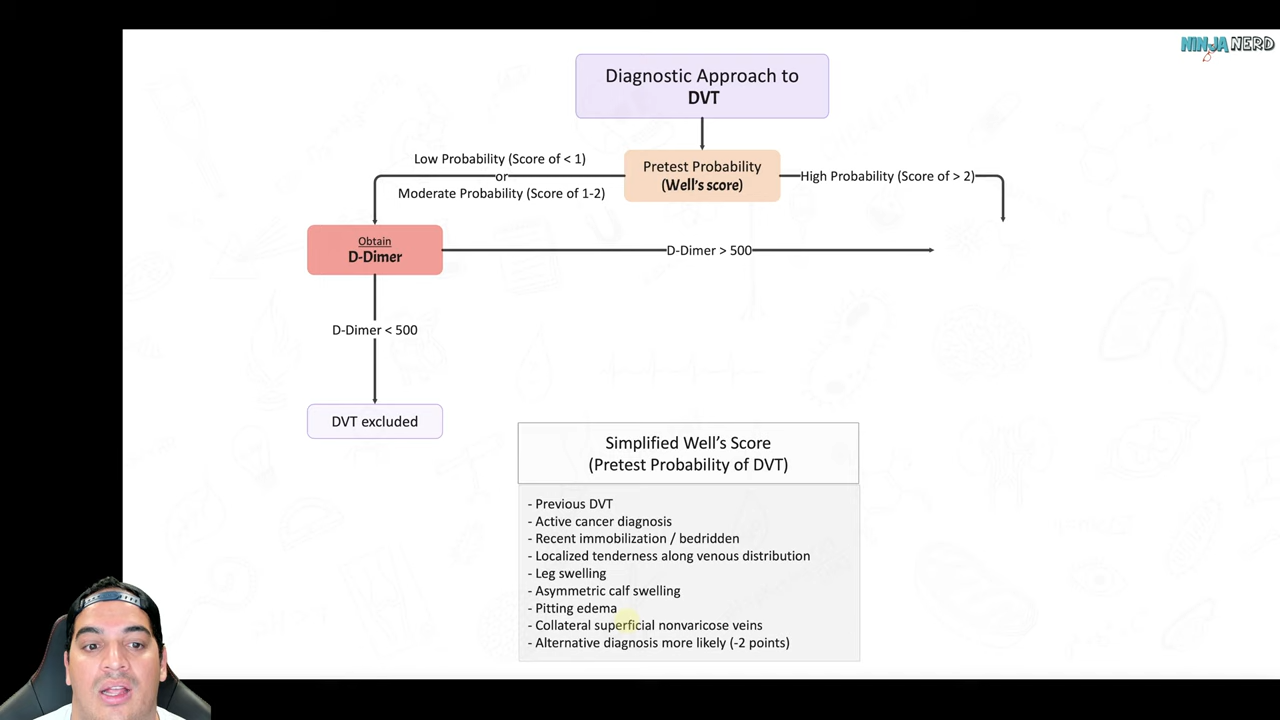 NINJA NERD
Diagnostic Approach to
DVT
Low Probability (Score of < 1)
or
Moderate Probability (Score of 1-2)
Pretest Probability
(Well's score)
High Probability (Score of > 2)
Obtain
D-Dimer
D-Dimer > 500
D-Dimer < 500
DVT excluded
Simplified Well's Score
(Pretest Probability of DVT)
- Previous DVT
- Active cancer diagnosis
- Recent immobilization / bedridden
- Localized tenderness along venous distribution
- Leg swelling
- Asymmetric calf swelling
- Pitting edema
- Collateral superficial nonvaricose veins
- Alternative diagnosis more likely (-2 points)